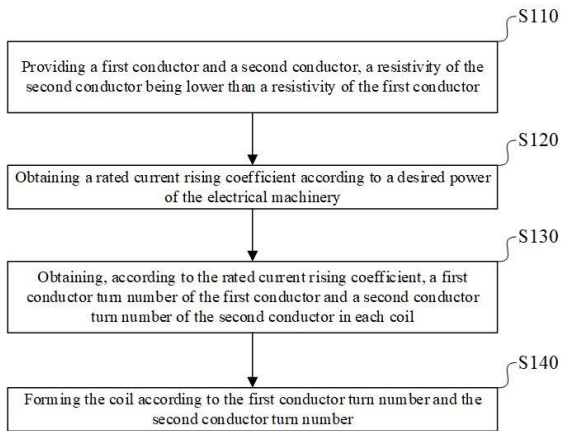 S110
Providing a first conductor and a second conductor, a resistivity of the
second conductor being lower than a resistivity of the first conductor
S120
Obtaining a rated current rising coefficient according to a desired power
of the electrical machinery
S130
Obtaining, according to the rated current rising coefficient, a first
conductor turn number of the first conductor and a second conductor
turn number of the second conductor in each coil
S140
Forming the coil according to the first conductor turn number and the
second conductor turn number